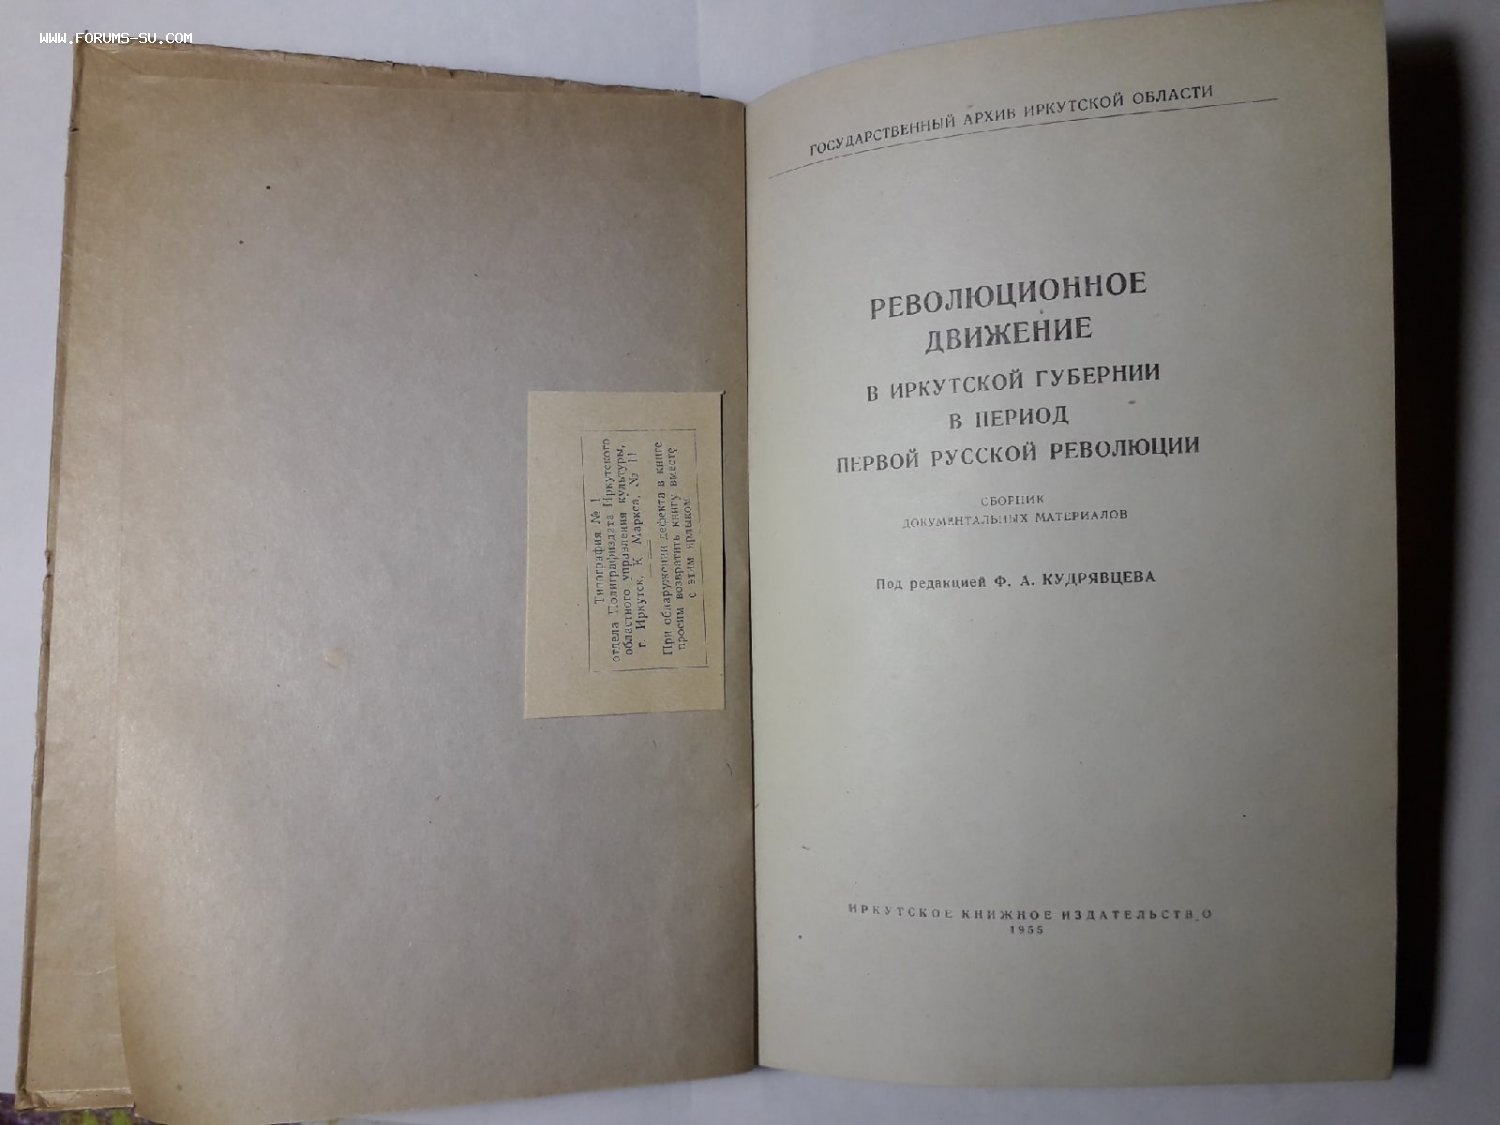 WWW.FORUMS-SU.COM
Типография № 1
отдела Полиграфиздата Иркутского
областного управления культуры,
г. Иркутск, К. Маркса, № 11
При обнаружении дефекта в книге
просим возвратить книгу вместе
с этим ярлыком
ГОСУДАРСТВЕННЫЙ АРХИВ ИРКУТСКОЙ ОБЛАСТИ
РЕВОЛЮЦИОННОЕ
ДВИЖЕНИЕ
В ИРКУТСКОЙ ГУБЕРНИИ
В ПЕРИОД
ПЕРВОЙ РУССКОЙ РЕВОЛЮЦИИ
СБОРНИК
ДОКУМЕНТАЛЬНЫХ МАТЕРИАЛОВ
Под редакцией Ф. А. КУДРЯВЦЕВА
ИРКУТСКОЕ КНИЖНОЕ ИЗДАТЕЛЬСТВО
1955